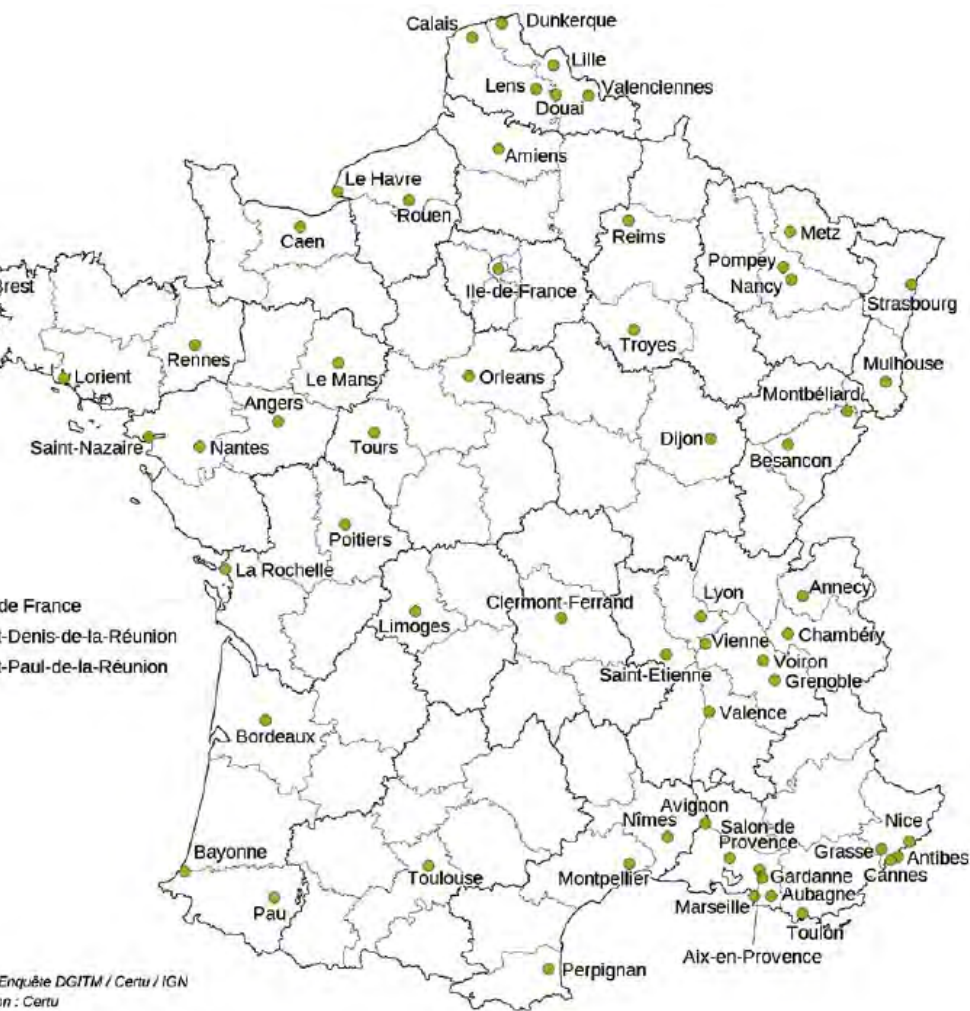 Calais
Dunkerque
Lille
Lens
Douai
Valenciennes
Amiens
Le Havre
Rouen
Caen
Reims
Metz
Pompey
Nancy
Ile-de-France
Strasbourg
Brest
Rennes
Troyes
Lorient
Le Mans
Orleans
Mulhouse
Montbéliard
Angers
Saint-Nazaire
Nantes
Tours
Dijon
Besancon
Poitiers
La Rochelle
Limoges
Clermont-Ferrand
Lyon
Annecy
de France
t-Denis-de-la-Réunion
t-Paul-de-la-Réunion
Vienne
Chambéry
Saint-Etienne
Voiron
Grenoble
Valence
Bordeaux
Avignon
Nîmes
Salon-de
Provence
Nice
Grasse
Antibes
Cannes
Bayonne
Toulouse
Montpellier
Gardanne
Marseille
Aubagne
Pau
Toulon
Aix-en-Provence
Perpignan
Enquête DGITM / Certu / IGN
n : Certu